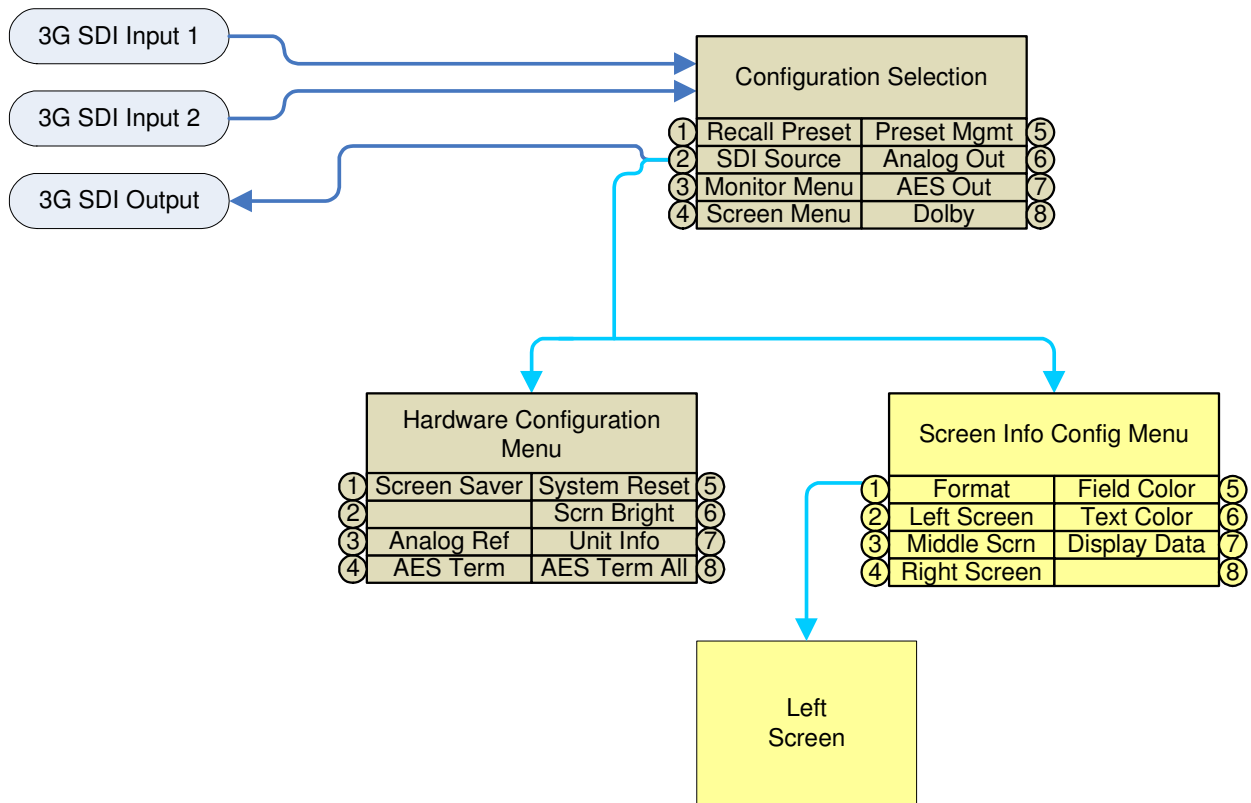 3G SDI Input 1
3G SDI Input 2
3G SDI Output
Configuration Selection
1 Recall Preset Preset Mgmt 5
2 SDI Source Analog Out 6
3 Monitor Menu AES Out 7
4 Screen Menu Dolby 8
Hardware Configuration
Menu
1 Screen Saver System Reset 5
2 Scrn Bright 6
3 Analog Ref Unit Info 7
4 AES Term AES Term All 8
Screen Info Config Menu
1 Format Field Color 5
2 Left Screen Text Color 6
3 Middle Scrn Display Data 7
4 Right Screen 8
Left
Screen